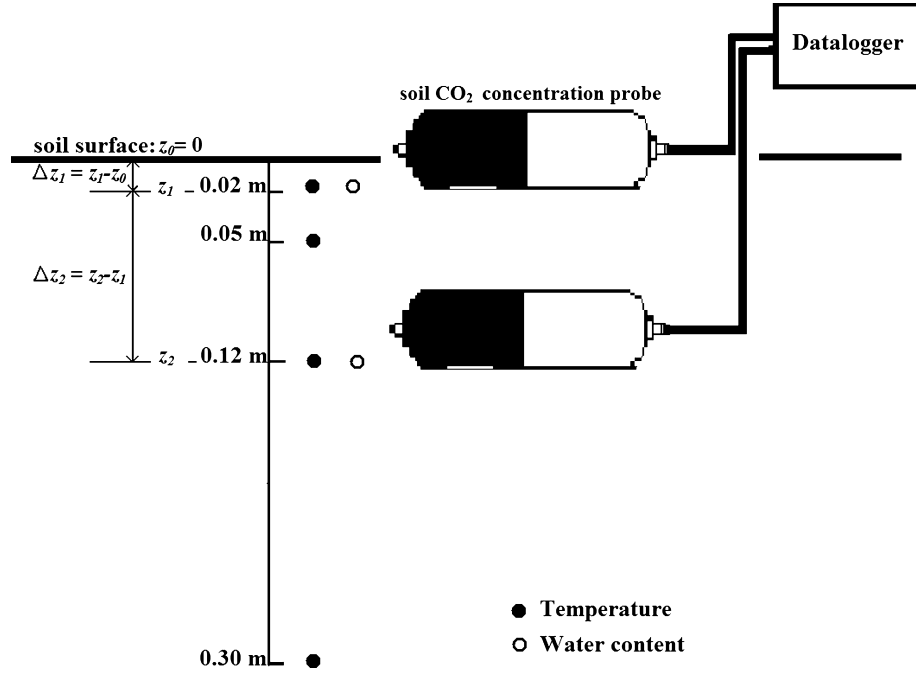 Datalogger
soil CO₂ concentration probe
soil surface: z₀= 0
Δz₁ = z₁-z₀
z₁ 0.02 m
0.05 m
Δz₂ = z₂-z₁
z₂ 0.12 m
Temperature
Water content
0.30 m